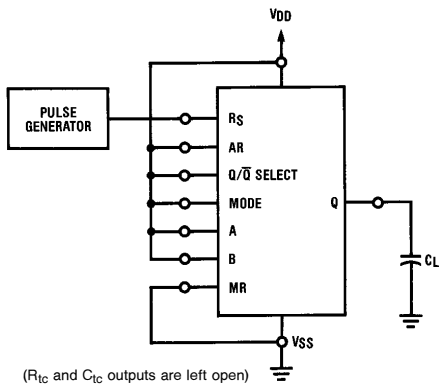 VDD
PULSE
GENERATOR
RS
AR
Q/Q̅ SELECT
MODE
A
B
MR
Q
CL
VSS
(Rtc and Ctc outputs are left open)